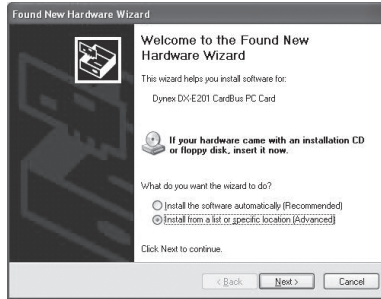 Found New Hardware Wizard
Welcome to the Found New
Hardware Wizard
This wizard helps you install software for:
Dynex DX-E201 CardBus PC Card
If your hardware came with an installation CD
or floppy disk, insert it now.
What do you want the wizard to do?
Install the software automatically (Recommended)
Install from a list or specific location (Advanced)
Click Next to continue.
< Back
Next >
Cancel